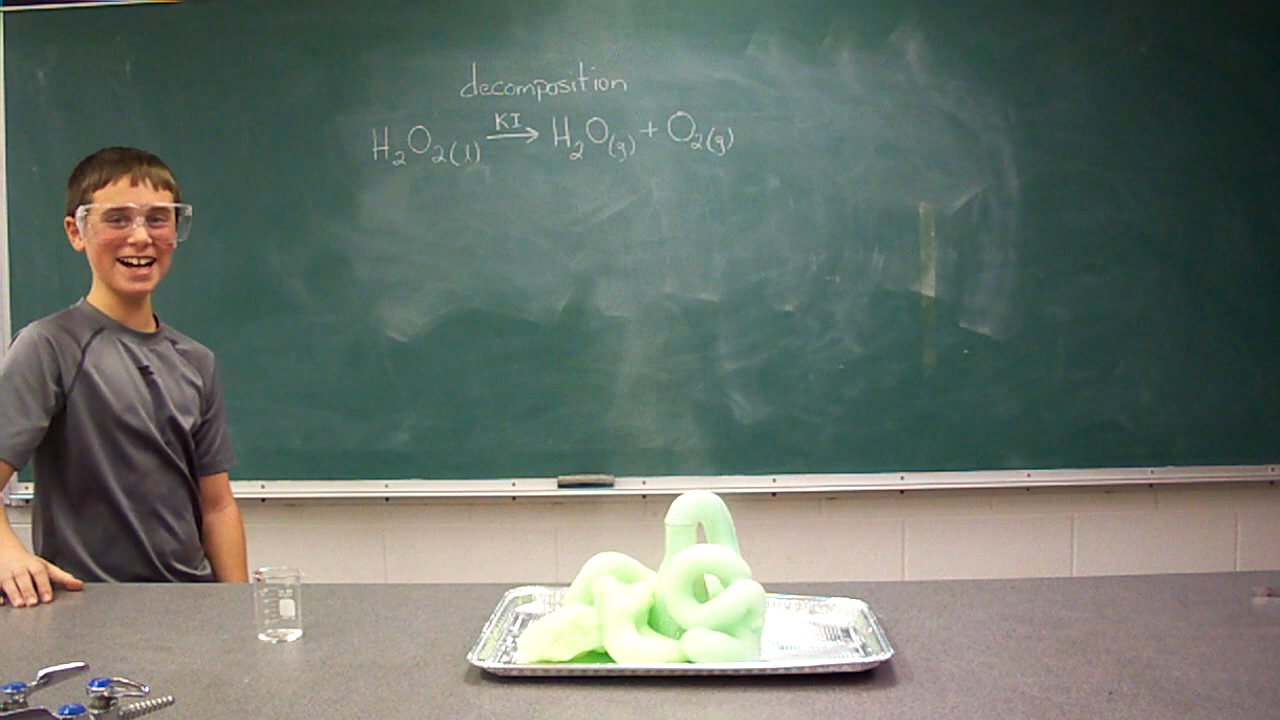 decomposition
H₂O₂(l) KI→ H₂O(g) + O₂(g)